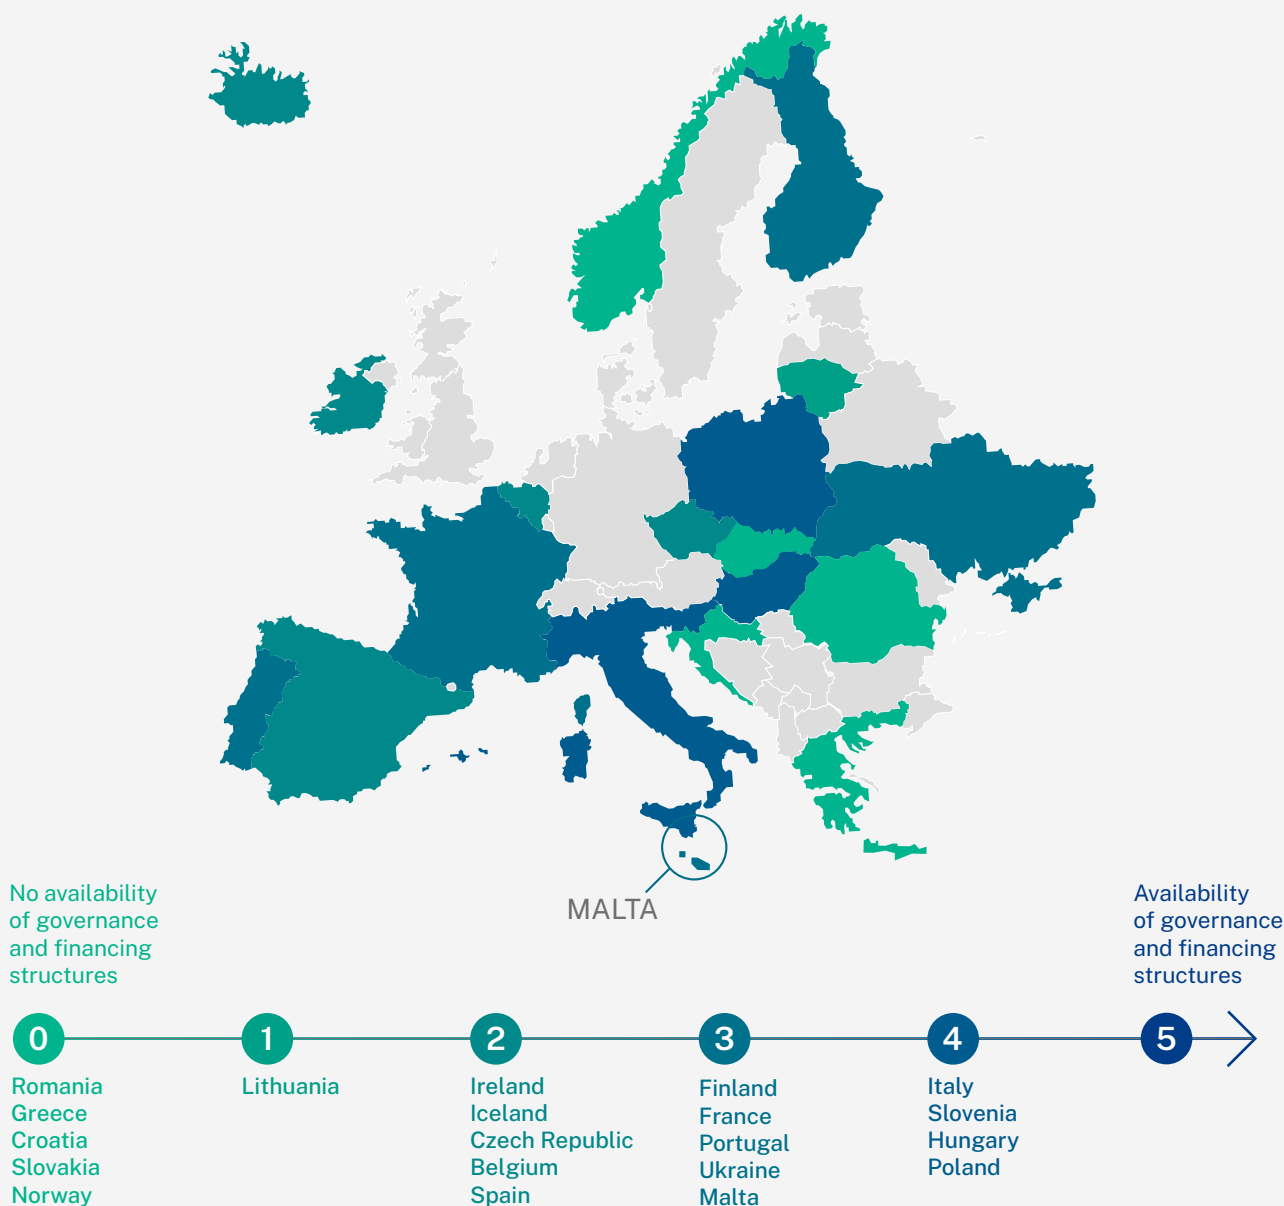 MALTA
No availability
of governance
and financing
structures
Availability
of governance
and financing
structures
0
1
2
3
4
5
Romania
Greece
Croatia
Slovakia
Norway
Lithuania
Ireland
Iceland
Czech Republic
Belgium
Spain
Finland
France
Portugal
Ukraine
Malta
Italy
Slovenia
Hungary
Poland